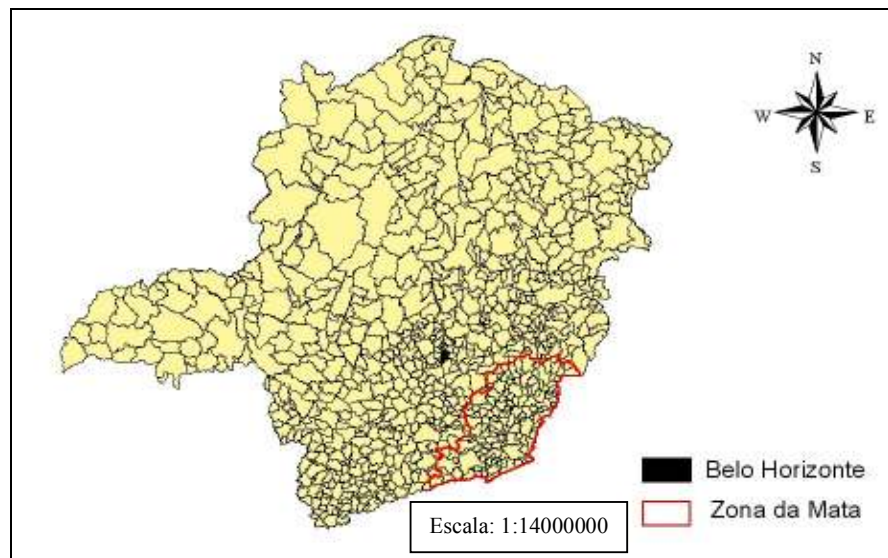 N
W E
S
Belo Horizonte
Zona da Mata
Escala: 1:14000000